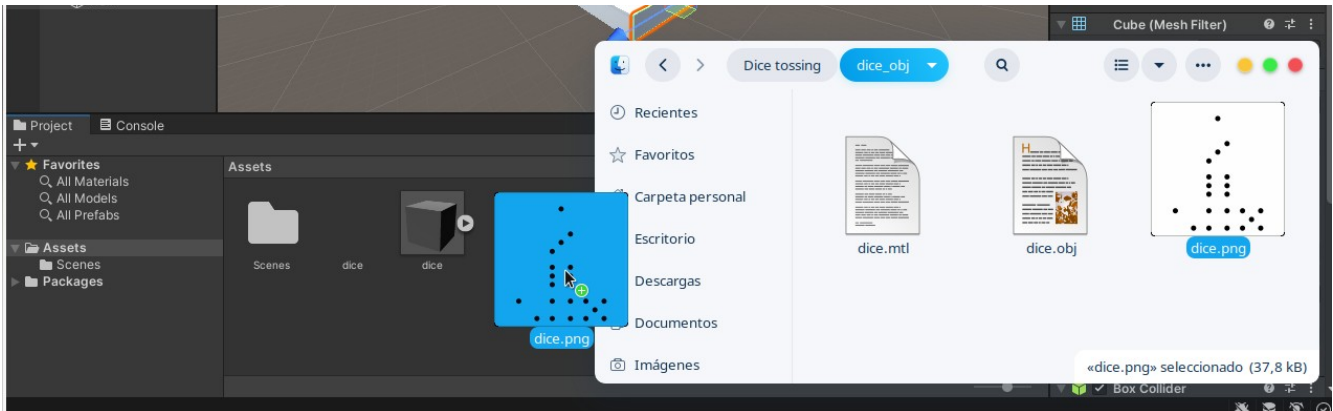 Cube (Mesh Filter)
Dice tossing
dice_obj
Recientes
Favoritos
Carpeta personal
Escritorio
Descargas
Documentos
Imágenes
dice.mtl
dice.obj
dice.png
«dice.png» seleccionado (37,8 kB)
Project
Console
Favorites
All Materials
All Models
All Prefabs
Assets
Scenes
Packages
Assets
Scenes
dice
dice
dice.png
Box Collider